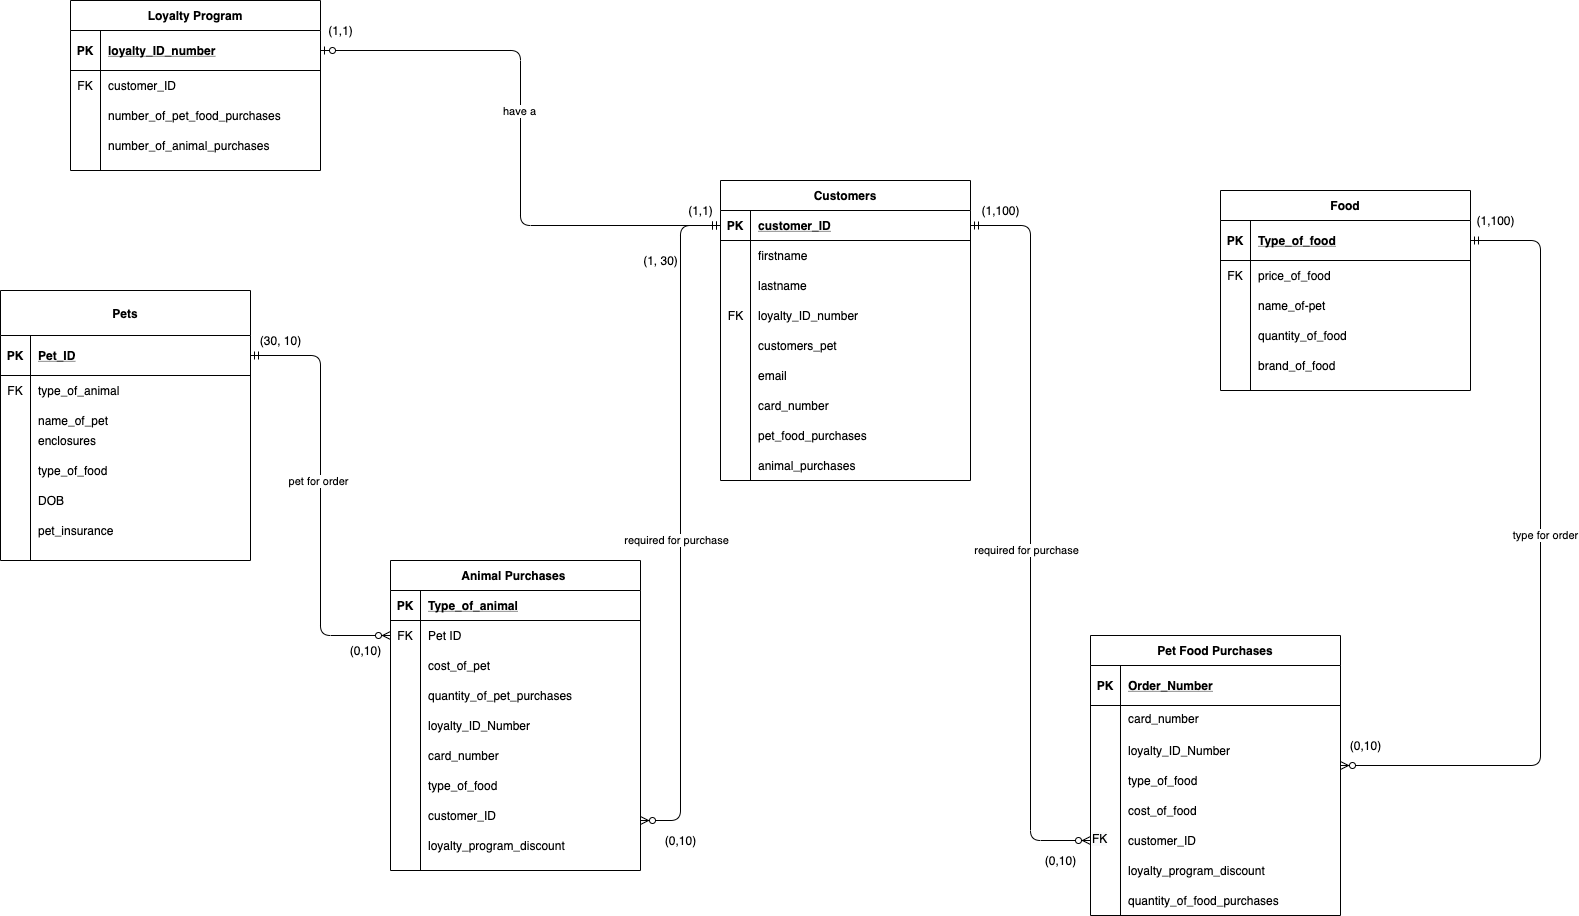 Loyalty Program
PK loyalty_ID_number
FK customer_ID
number_of_pet_food_purchases
number_of_animal_purchases
(1,1)
have a
Customers
(1,1)
PK customer_ID
firstname
lastname
FK loyalty_ID_number
customers_pet
email
card_number
pet_food_purchases
animal_purchases
(1,100)
(1, 30)
Food
PK Type_of_food
FK price_of_food
name_of-pet
quantity_of_food
brand_of_food
(1,100)
Pets
PK Pet_ID
FK type_of_animal
name_of_pet
enclosures
type_of_food
DOB
pet_insurance
(30, 10)
pet for order
required for purchase
required for purchase
type for order
Animal Purchases
PK Type_of_animal
FK Pet ID
cost_of_pet
quantity_of_pet_purchases
loyalty_ID_Number
card_number
type_of_food
customer_ID
loyalty_program_discount
(0,10)
(0,10)
Pet Food Purchases
PK Order_Number
card_number
loyalty_ID_Number
type_of_food
cost_of_food
FK customer_ID
loyalty_program_discount
quantity_of_food_purchases
(0,10)
(0,10)